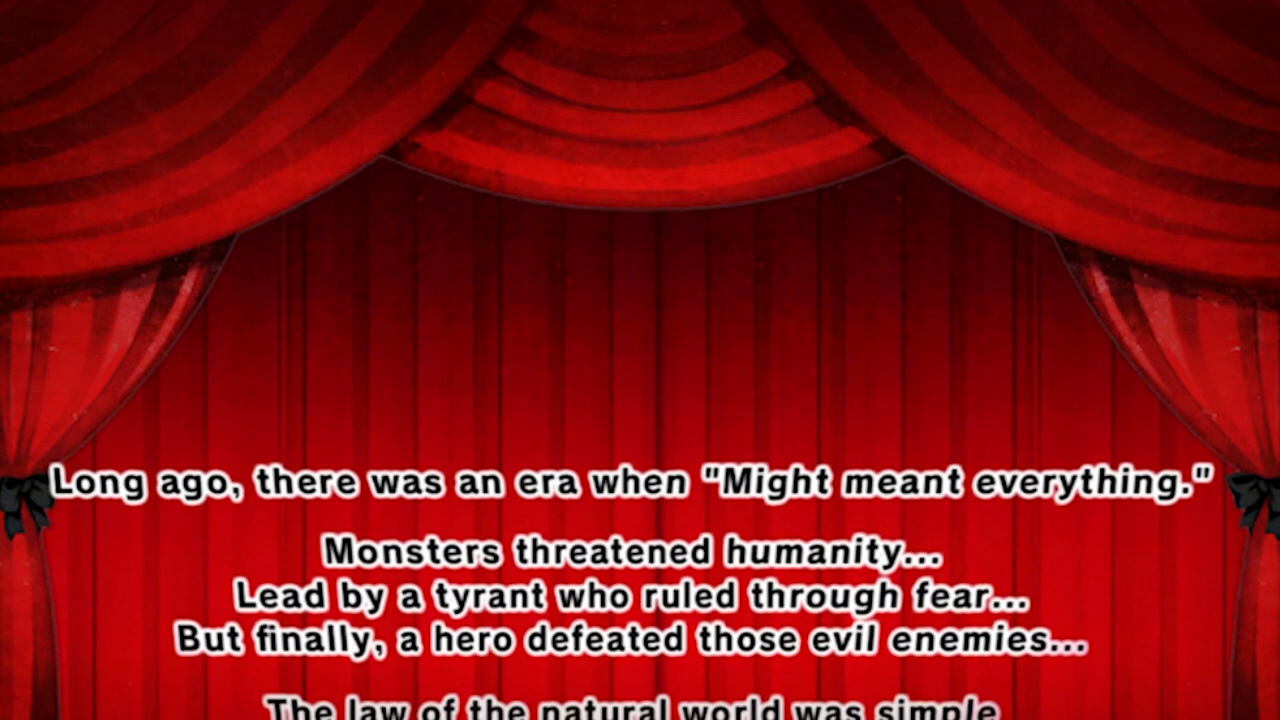 Long ago, there was an era when "Might meant everything."
Monsters threatened humanity...
Lead by a tyrant who ruled through fear...
But finally, a hero defeated those evil enemies...
The law of the natural world was simple